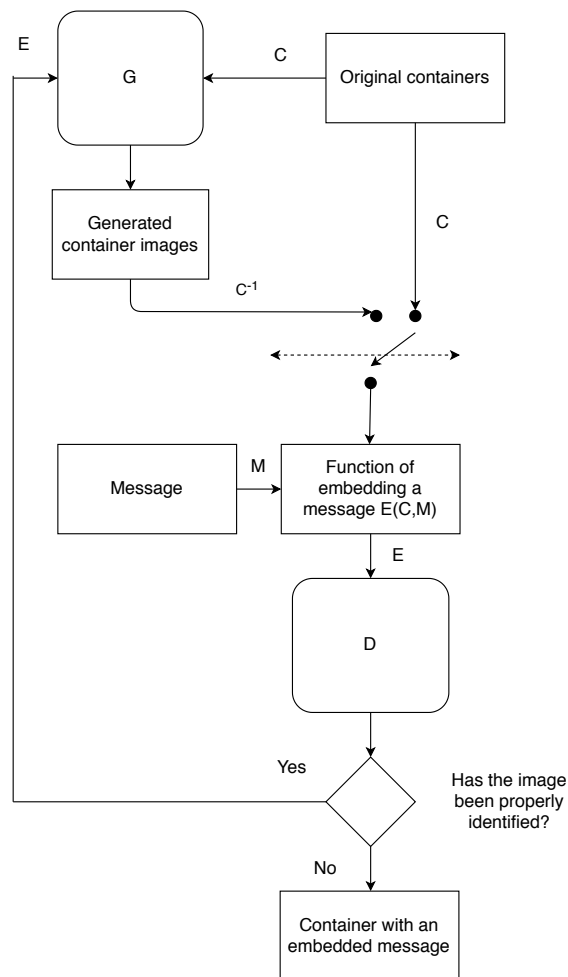 E
C
G
Original containers
Generated
container images
C
C⁻¹
Message
M
Function of
embedding a
message E(C,M)
E
D
Yes
Has the image
been properly
identified?
No
Container with an
embedded message